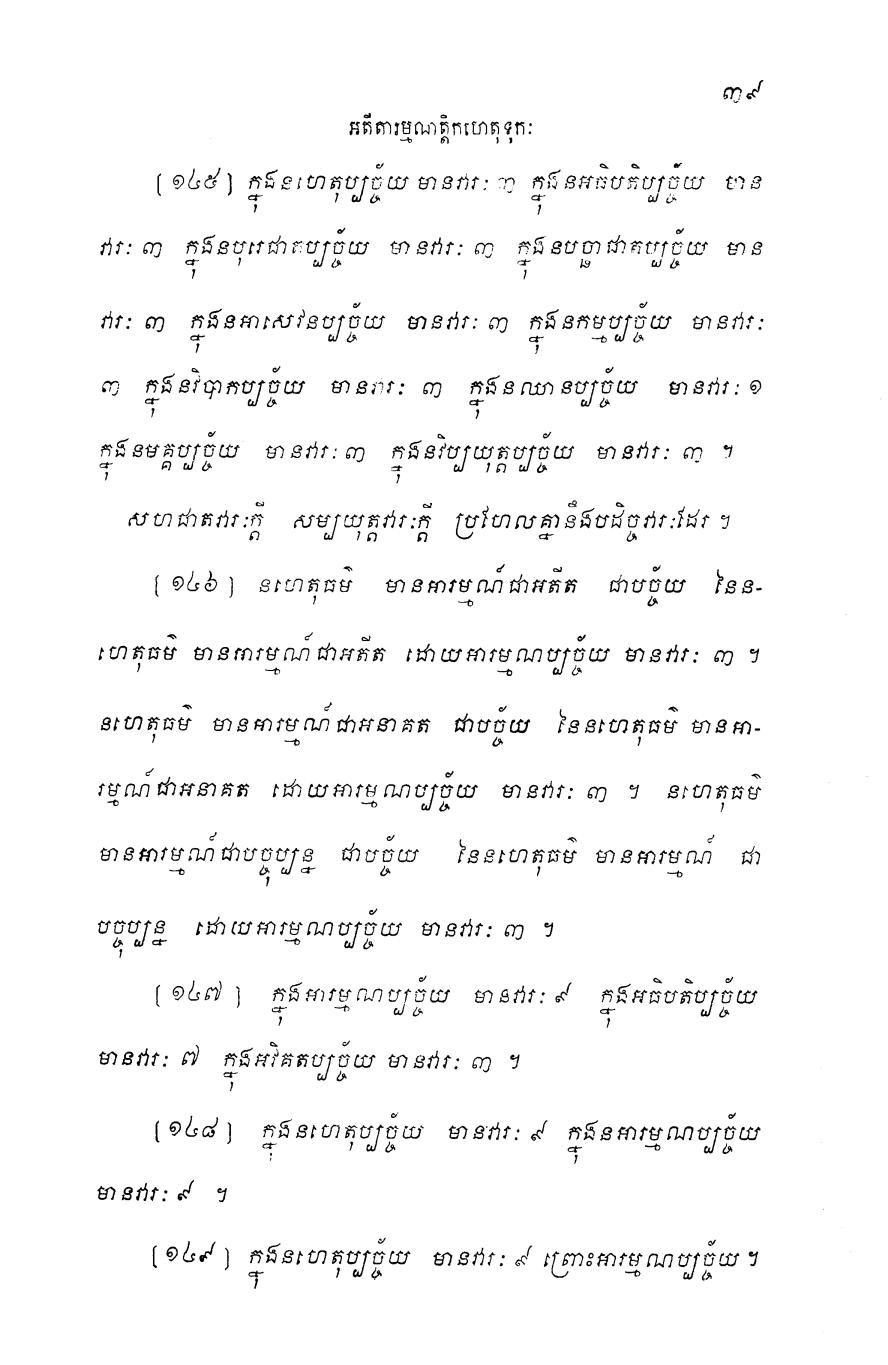 ៣៩
អតីតារម្មណត្តិកហេតុទុកៈ
[១៤៥] ក្នុងនហេតុប្បច្ច័យ មានវារៈ ៣ ក្នុងនអធិបតិប្បច្ច័យ មាន
វារៈ ៣ ក្នុងនបុរេជាតប្បច្ច័យ មានវារៈ ៣ ក្នុងនបច្ឆាជាតប្បច្ច័យ មាន
វារៈ ៣ ក្នុងនអាសេវនប្បច្ច័យ មានវារៈ ៣ ក្នុងនកម្មប្បច្ច័យ មានវារៈ
៣ ក្នុងនវិបាកប្បច្ច័យ មានវារៈ ៣ ក្នុងនឈានប្បច្ច័យ មានវារៈ ១
ក្នុងនមគ្គប្បច្ច័យ មានវារៈ ៣ ក្នុងនវិប្បយុត្តប្បច្ច័យ មានវារៈ ៣ ។
សហជាតវារៈក្តី សម្បយុត្តវារៈក្តី ប្រហែលគ្នានឹងបដិច្ចវារៈដែរ ។
[១៤៦] នហេតុធម៌ មានអារម្មណ៍ជាអតីត ជាបច្ច័យ នៃន-
ហេតុធម៌ មានអារម្មណ៍ជាអតីត ដោយអារម្មណប្បច្ច័យ មានវារៈ ៣ ។
នហេតុធម៌ មានអារម្មណ៍ជាអនាគត ជាបច្ច័យ នៃនហេតុធម៌ មានអា-
រម្មណ៍ជាអនាគត ដោយអារម្មណប្បច្ច័យ មានវារៈ ៣ ។ នហេតុធម៌
មានអារម្មណ៍ជាបច្ចុប្បន្ន ជាបច្ច័យ នៃនហេតុធម៌ មានអារម្មណ៍ ជា
បច្ចុប្បន្ន ដោយអារម្មណប្បច្ច័យ មានវារៈ ៣ ។
[១៤៧] ក្នុងអារម្មណប្បច្ច័យ មានវារៈ ៩ ក្នុងអធិបតិប្បច្ច័យ
មានវារៈ ៧ ក្នុងអវិគតប្បច្ច័យ មានវារៈ ៣ ។
[១៤៨] ក្នុងនហេតុប្បច្ច័យ មានវារៈ ៩ ក្នុងនអារម្មណប្បច្ច័យ
មានវារៈ ៩ ។
[១៤៩] ក្នុងនហេតុប្បច្ច័យ មានវារៈ ៩ ព្រោះអារម្មណប្បច្ច័យ ។